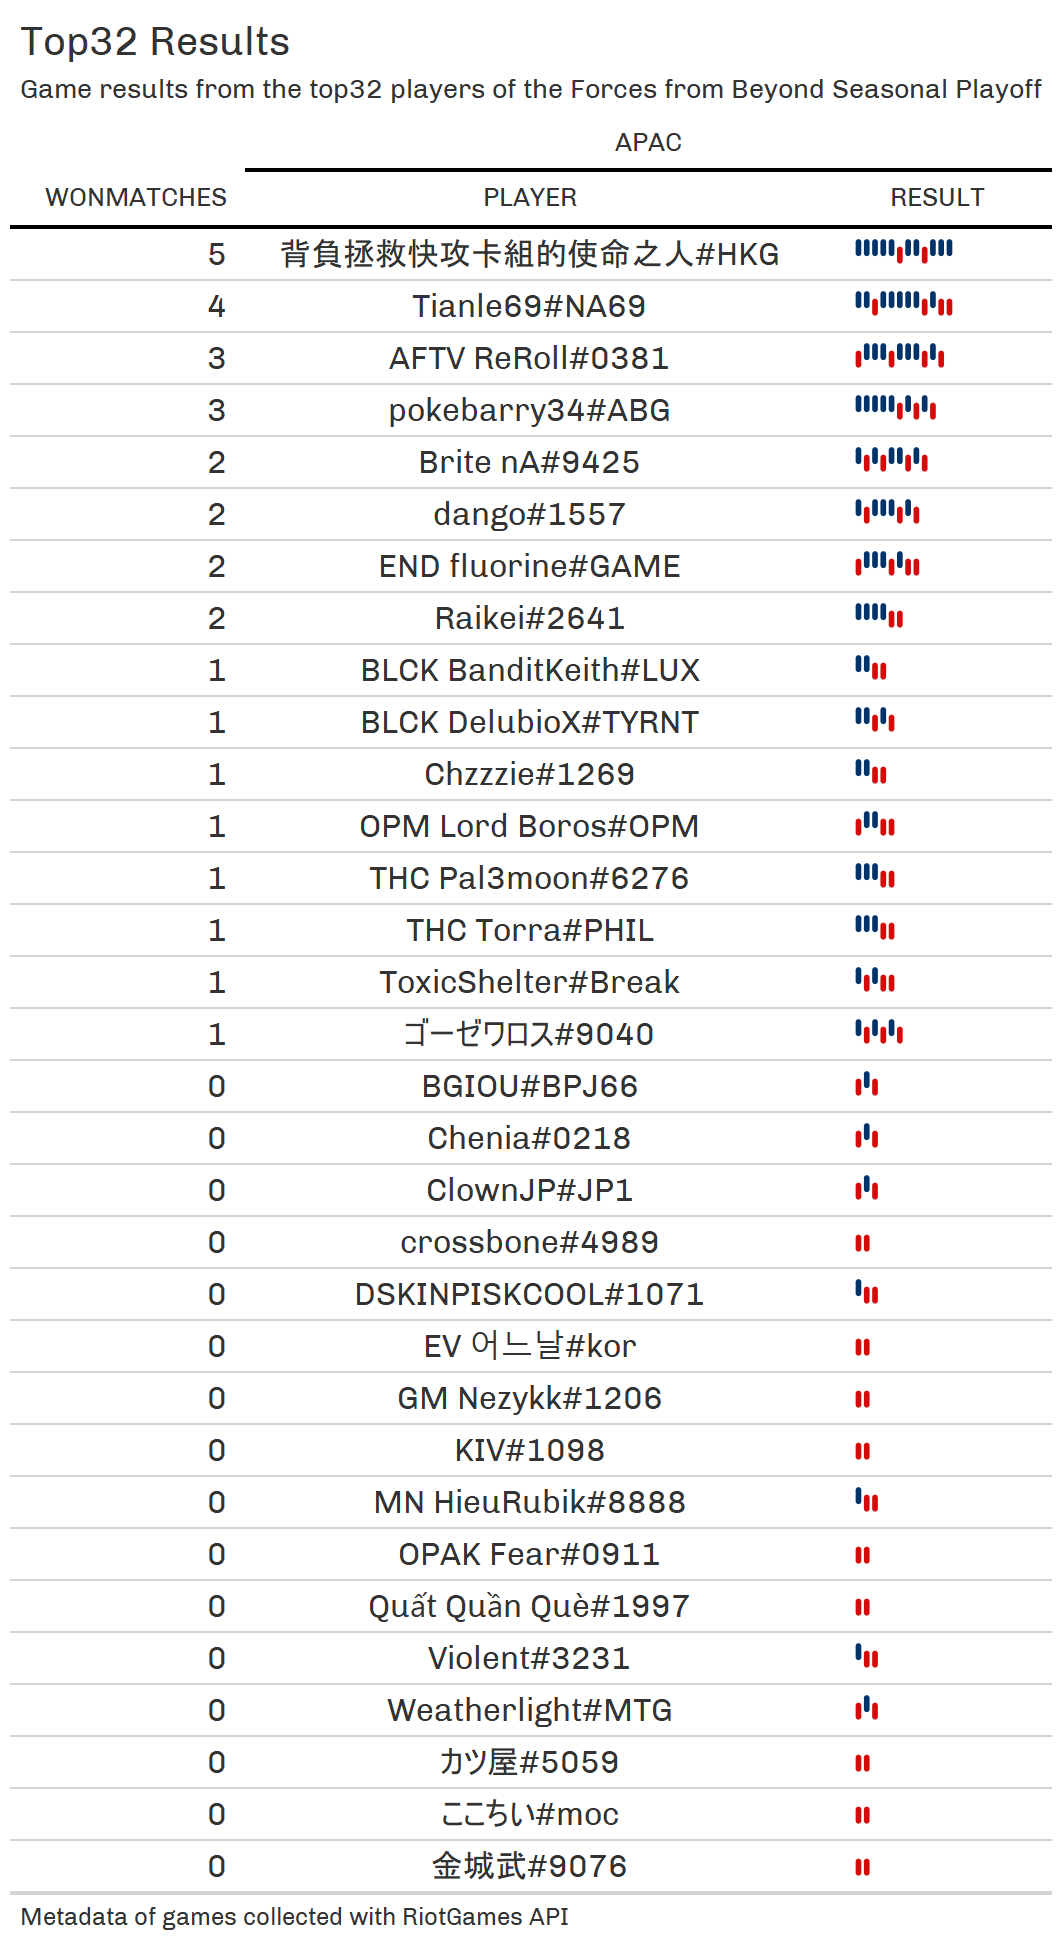 Top32 Results
Game results from the top32 players of the Forces from Beyond Seasonal Playoff
APAC
WONMATCHES PLAYER RESULT
5 背負拯救快攻卡組的使命之人#HKG
4 Tianle69#NA69
3 AFTV ReRoll#0381
3 pokebarry34#ABG
2 Brite nA#9425
2 dango#1557
2 END fluorine#GAME
2 Raikei#2641
1 BLCK BanditKeith#LUX
1 BLCK DelubioX#TYRNT
1 Chzzzie#1269
1 OPM Lord Boros#OPM
1 THC Pal3moon#6276
1 THC Torra#PHIL
1 ToxicShelter#Break
1 ゴーゼワロス#9040
0 BGIOU#BPJ66
0 Chenia#0218
0 ClownJP#JP1
0 crossbone#4989
0 DSKINPISKCOOL#1071
0 EV 어느날#kor
0 GM Nezykk#1206
0 KIV#1098
0 MN HieuRubik#8888
0 OPAK Fear#0911
0 Quất Quần Què#1997
0 Violent#3231
0 Weatherlight#MTG
0 カツ屋#5059
0 ここちい#moc
0 金城武#9076
Metadata of games collected with RiotGames API